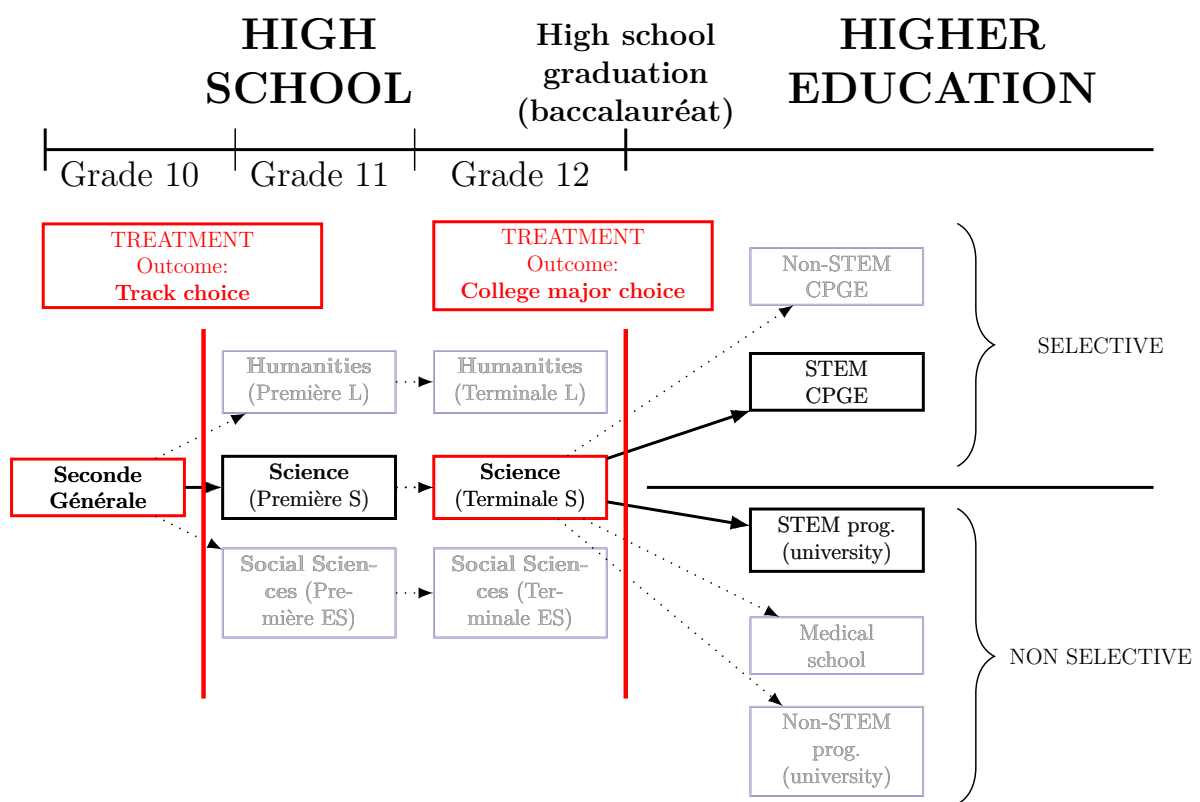 HIGH
SCHOOL
High school
graduation
(baccalauréat)
HIGHER
EDUCATION
Grade 10
Grade 11
Grade 12
TREATMENT
Outcome:
Track choice
TREATMENT
Outcome:
College major choice
Non-STEM
CPGE
SELECTIVE
Humanities
(Première L)
Humanities
(Terminale L)
STEM
CPGE
Seconde
Générale
Science
(Première S)
Science
(Terminale S)
STEM prog.
(university)
Social Scien-
ces (Pre-
mière ES)
Social Scien-
ces (Ter-
minale ES)
Medical
school
NON SELECTIVE
Non-STEM
prog.
(university)